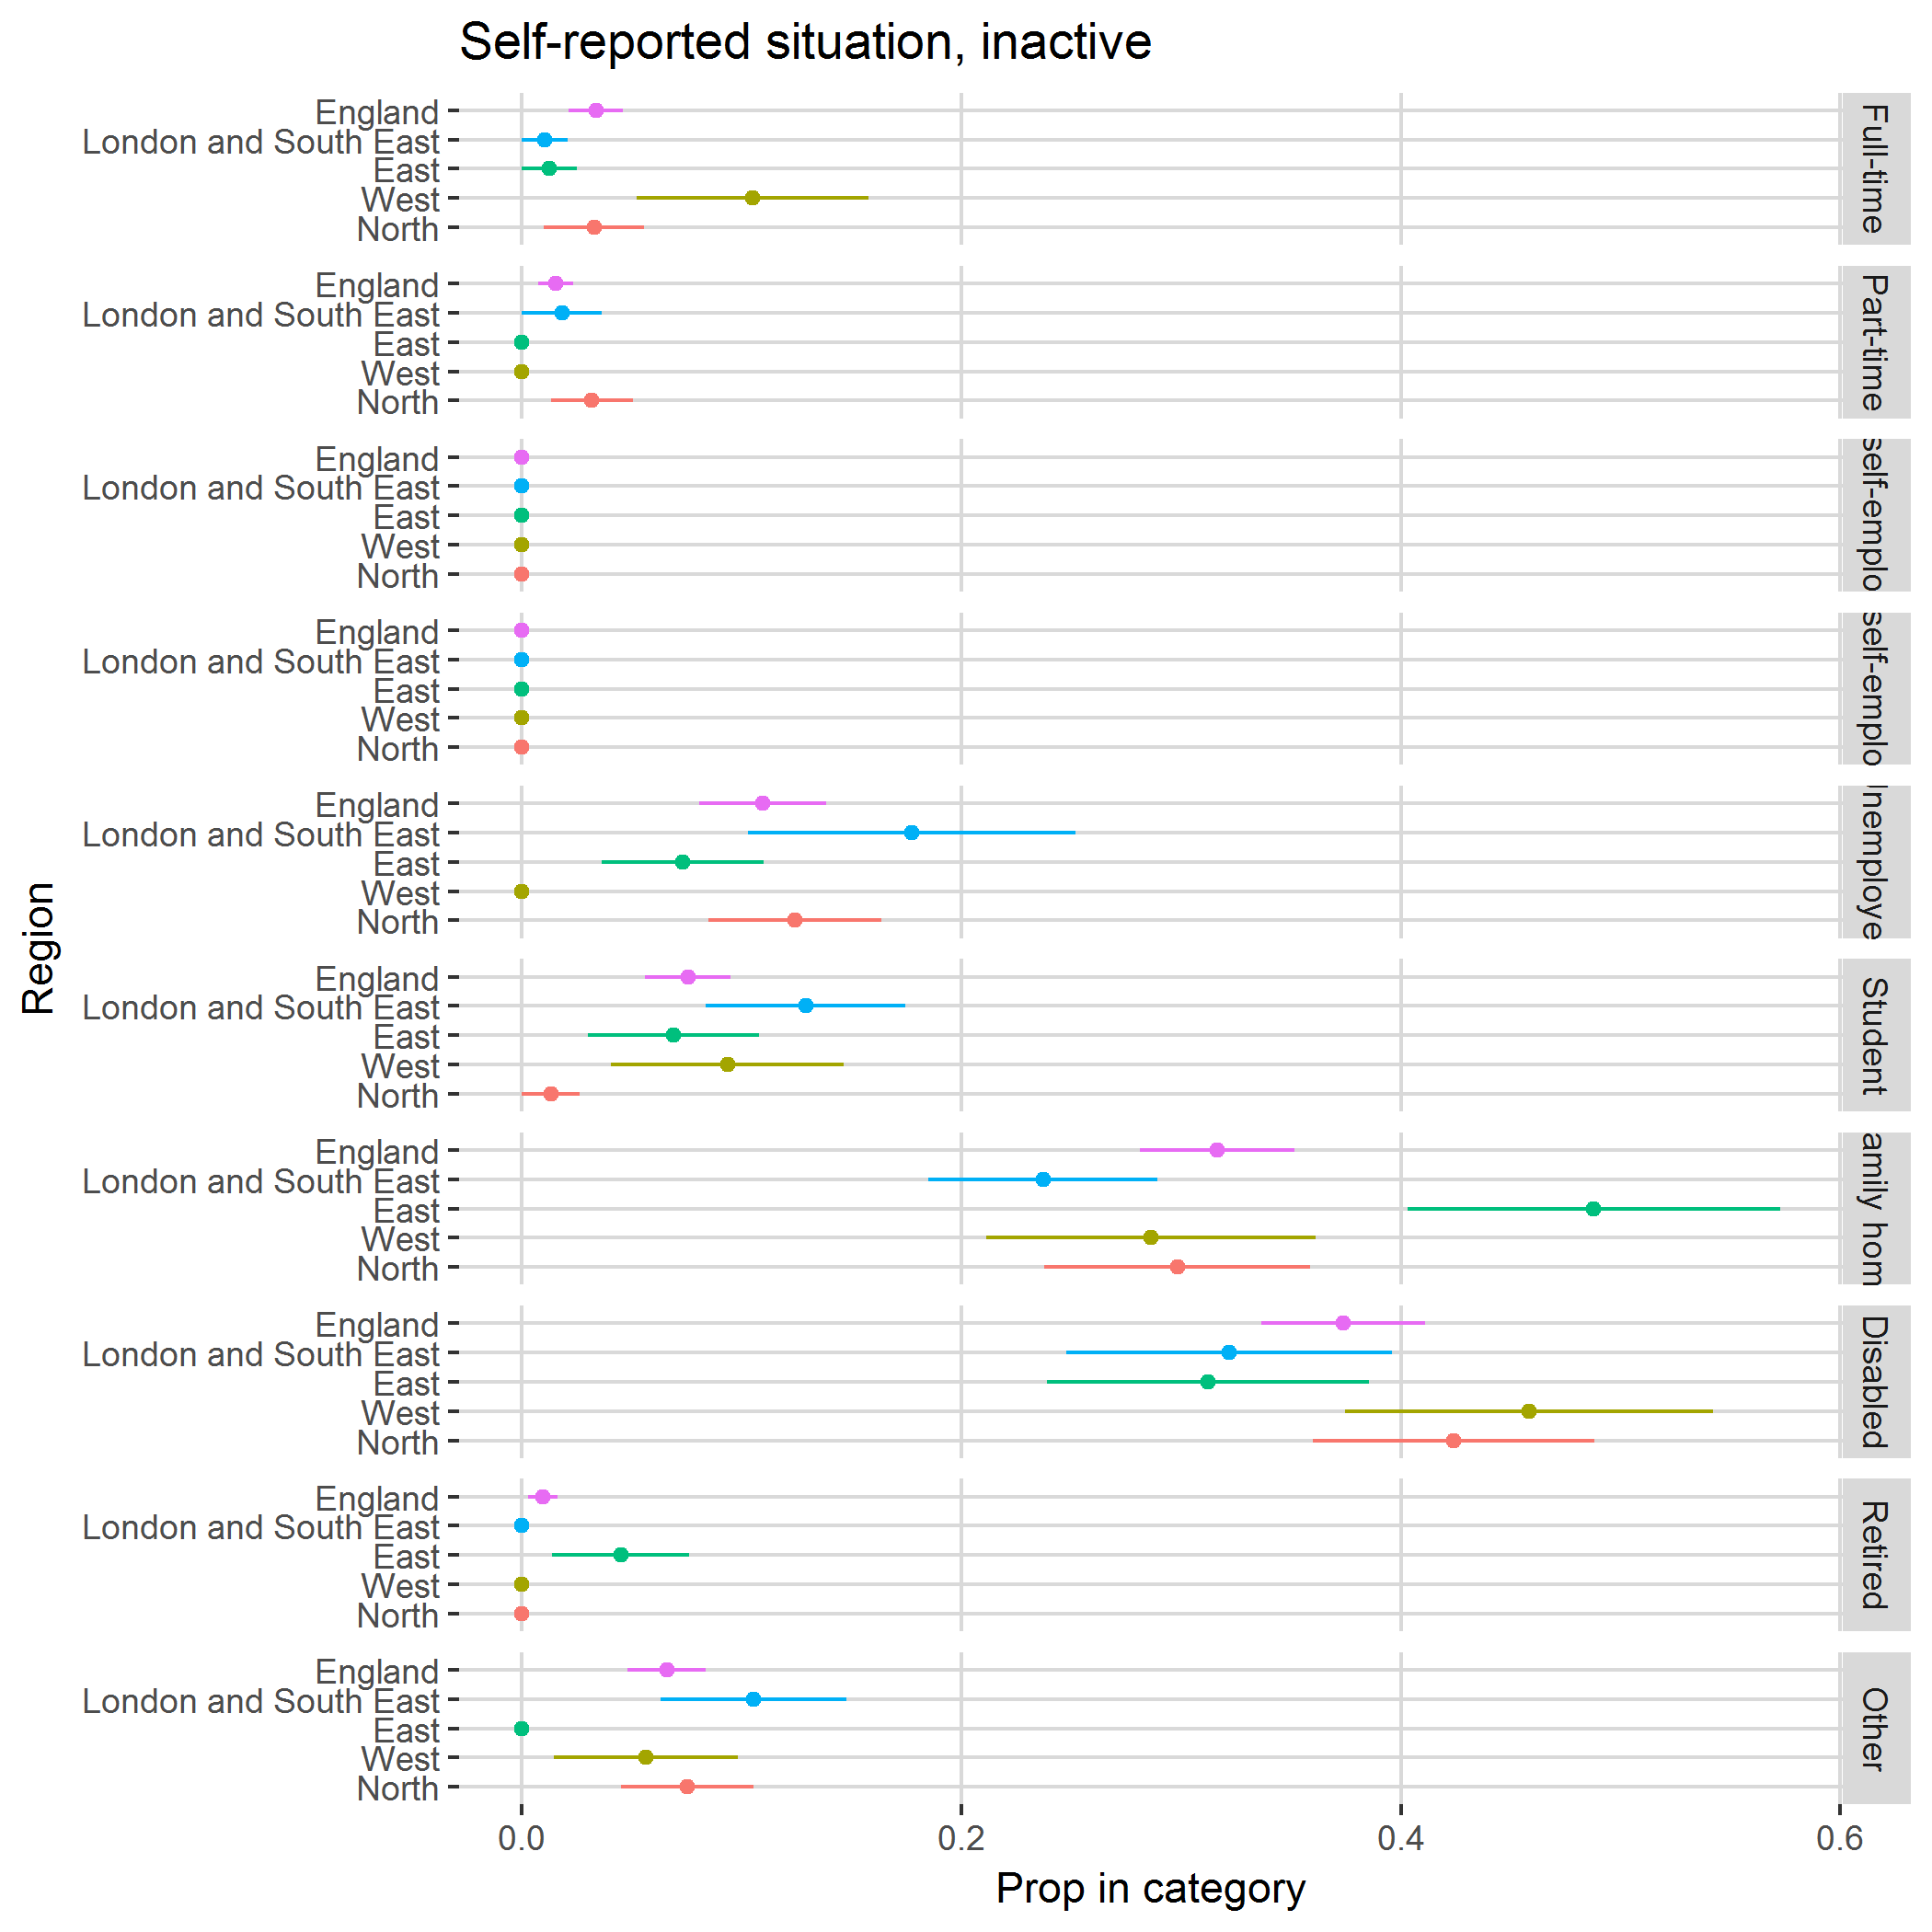 Self-reported situation, inactive
England
London and South East
East
West
North
Full-time
England
London and South East
East
West
North
Part-time
England
London and South East
East
West
North
self-emplo
England
London and South East
East
West
North
self-emplo
England
London and South East
East
West
North
nemploye
England
London and South East
East
West
North
Student
England
London and South East
East
West
North
amily hom
England
London and South East
East
West
North
Disabled
England
London and South East
East
West
North
Retired
England
London and South East
East
West
North
Other
Region
0.0
0.2
0.4
0.6
Prop in category